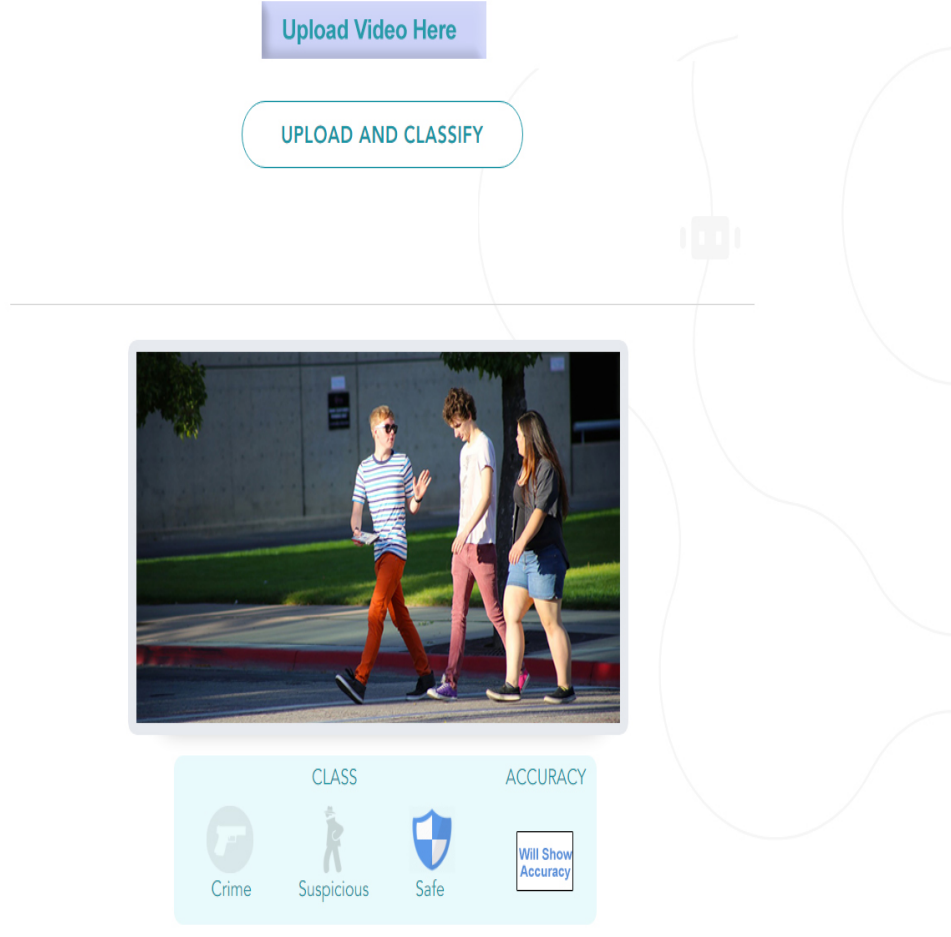 Upload Video Here
UPLOAD AND CLASSIFY
CLASS
ACCURACY
Crime
Suspicious
Safe
Will Show
Accuracy